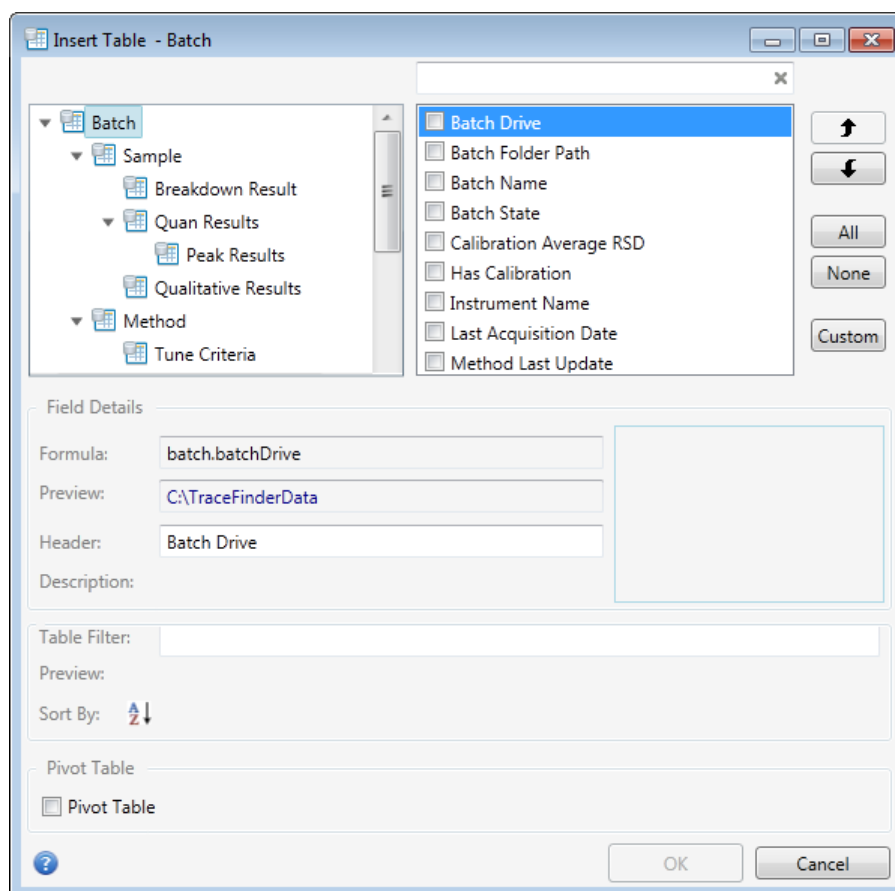 Insert Table - Batch
Batch
Sample
Breakdown Result
Quan Results
Peak Results
Qualitative Results
Method
Tune Criteria
Batch Drive
Batch Folder Path
Batch Name
Batch State
Calibration Average RSD
Has Calibration
Instrument Name
Last Acquisition Date
Method Last Update
All
None
Custom
Field Details
Formula: batch.batchDrive
Preview: C:\TraceFinderData
Header: Batch Drive
Description:
Table Filter:
Preview:
Sort By:
Pivot Table
Pivot Table
OK Cancel